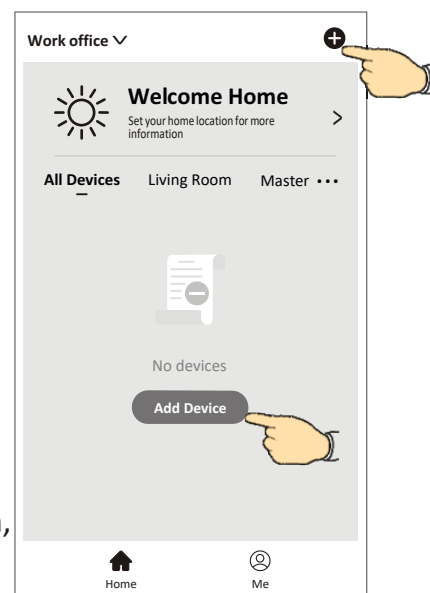 Work office
Welcome Home
Set your home location for more
information
All Devices Living Room Master ...
No devices
Add Device
Home Me